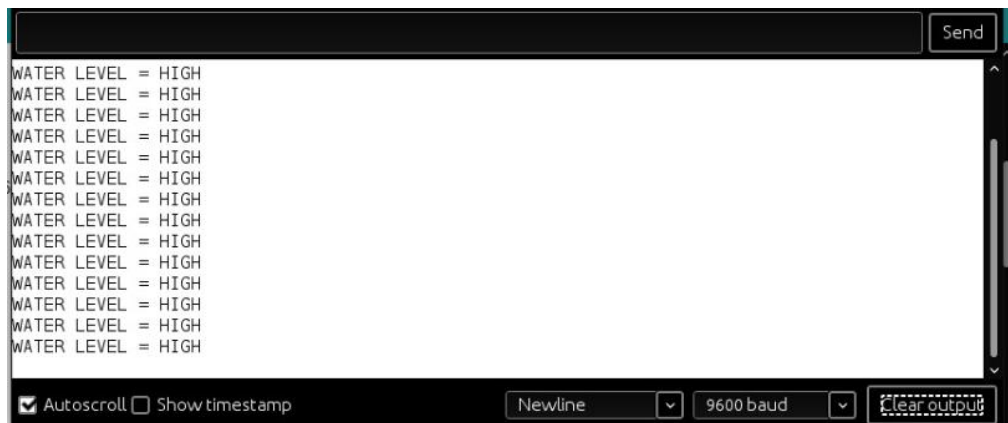 Send
WATER LEVEL = HIGH
WATER LEVEL = HIGH
WATER LEVEL = HIGH
WATER LEVEL = HIGH
WATER LEVEL = HIGH
WATER LEVEL = HIGH
WATER LEVEL = HIGH
WATER LEVEL = HIGH
WATER LEVEL = HIGH
WATER LEVEL = HIGH
WATER LEVEL = HIGH
WATER LEVEL = HIGH
WATER LEVEL = HIGH
WATER LEVEL = HIGH
Autoscroll Show timestamp Newline 9600 baud Clear output